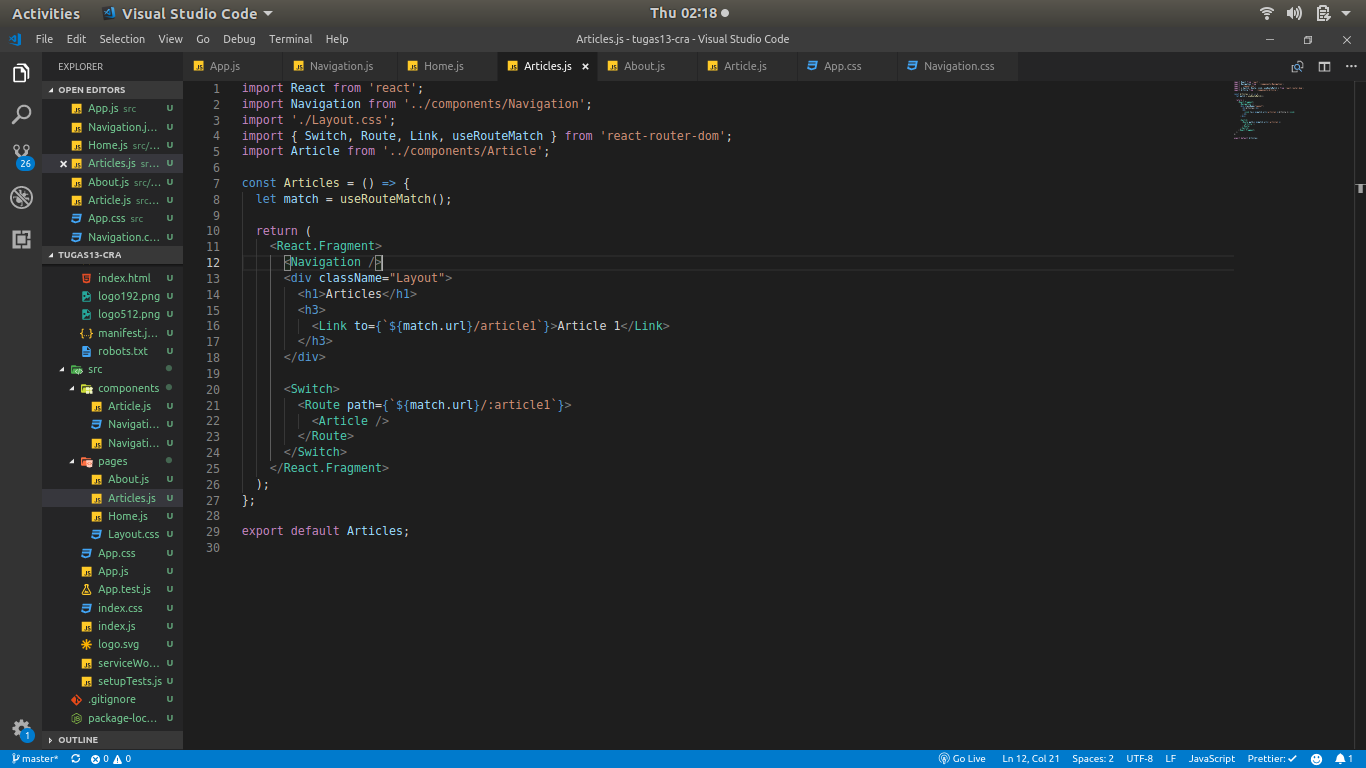 Activities
Visual Studio Code
Thu 02:18
File Edit Selection View Go Debug Terminal Help
Articles.js - tugas13-cra - Visual Studio Code
EXPLORER
App.js Navigation.js Home.js Articles.js About.js Article.js App.css Navigation.css
OPEN EDITORS
App.js src U
Navigation.j... U
Home.js src/... U
Articles.js sr... U
About.js src/... U
Article.js src... U
App.css src U
Navigation.c... U
TUGAS13-CRA
index.html U
logo192.png U
logo512.png U
manifest.j... U
robots.txt U
src
components
Article.js U
Navigati... U
Navigati... U
pages
About.js U
Articles.js U
Home.js U
Layout.css U
App.css U
App.js U
App.test.js U
index.css U
index.js U
logo.svg U
serviceWo... U
setupTests.js U
.gitignore U
package-loc... U
OUTLINE
26
1
1 import React from 'react';
2 import Navigation from '../components/Navigation';
3 import './Layout.css';
4 import { Switch, Route, Link, useRouteMatch } from 'react-router-dom';
5 import Article from '../components/Article';
6
7 const Articles = () => {
8 let match = useRouteMatch();
9
10 return (
11 <React.Fragment>
12 <Navigation />
13 <div className="Layout">
14 <h1>Articles</h1>
15 <h3>
16 <Link to={`${match.url}/article1`}>Article 1</Link>
17 </h3>
18 </div>
19
20 <Switch>
21 <Route path={`${match.url}/:article1`}>
22 <Article />
23 </Route>
24 </Switch>
25 </React.Fragment>
26 );
27 };
28
29 export default Articles;
30
master* 0 0 Go Live Ln 12, Col 21 Spaces: 2 UTF-8 LF JavaScript Prettier: ✓ 1